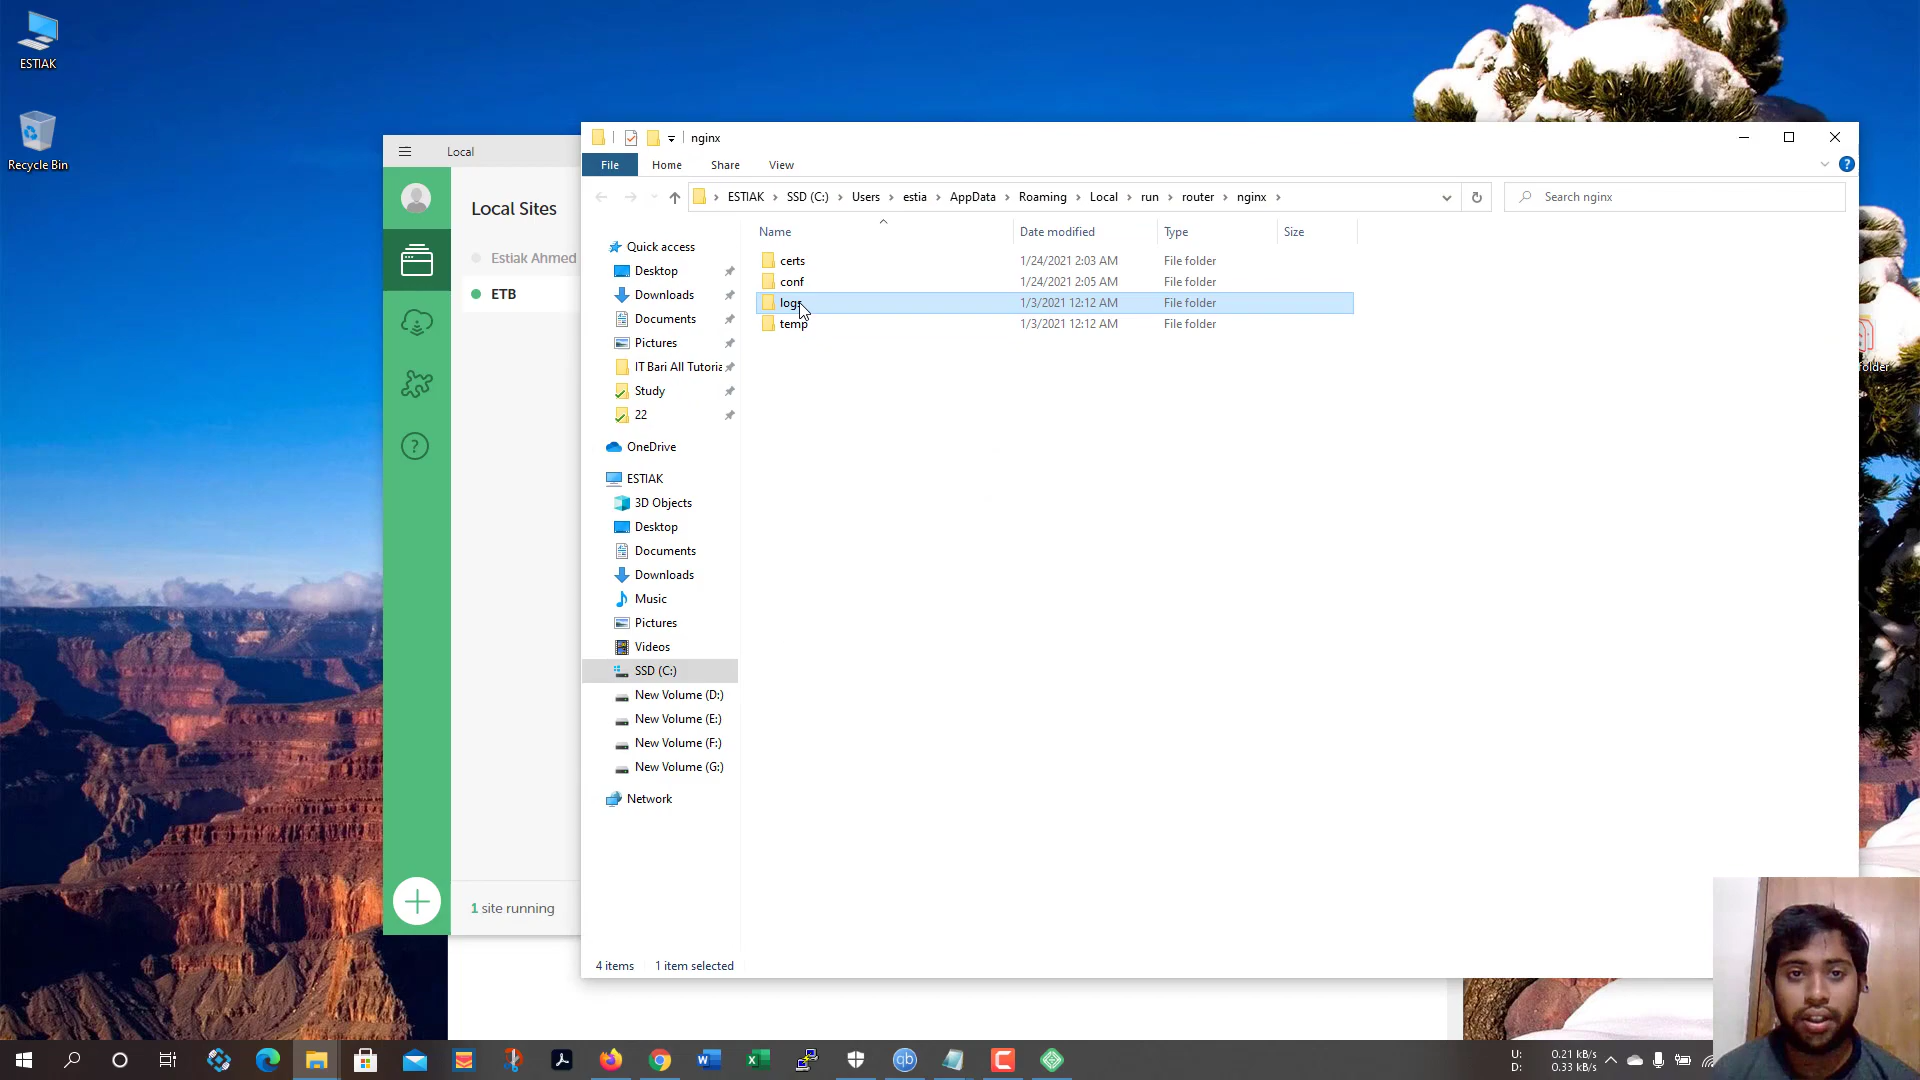 ESTIAK
Recycle Bin
Local
Local Sites
Estiak Ahmed
ETB
1 site running
nginx
File Home Share View
ESTIAK SSD (C:) Users estia AppData Roaming Local run router nginx
Search nginx
Name Date modified Type Size
certs 1/24/2021 2:03 AM File folder
conf 1/24/2021 2:05 AM File folder
logs 1/3/2021 12:12 AM File folder
temp 1/3/2021 12:12 AM File folder
Quick access
Desktop
Downloads
Documents
Pictures
IT Bari All Tutoria
Study
22
OneDrive
ESTIAK
3D Objects
Desktop
Documents
Downloads
Music
Pictures
Videos
SSD (C:)
New Volume (D:)
New Volume (E:)
New Volume (F:)
New Volume (G:)
Network
4 items 1 item selected
older
U: 0.21 kB/s
D: 0.33 kB/s